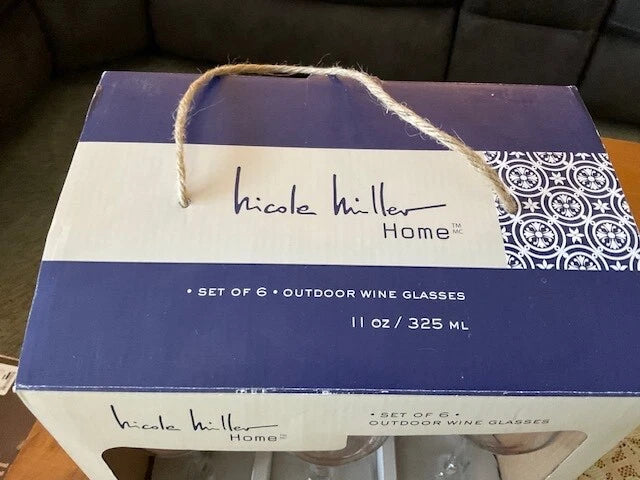 Nicole Miller
Home™ MC
• SET OF 6 • OUTDOOR WINE GLASSES
11 OZ / 325 ML
Nicole Miller
Home
• SET OF 6 •
OUTDOOR WINE GLASSES